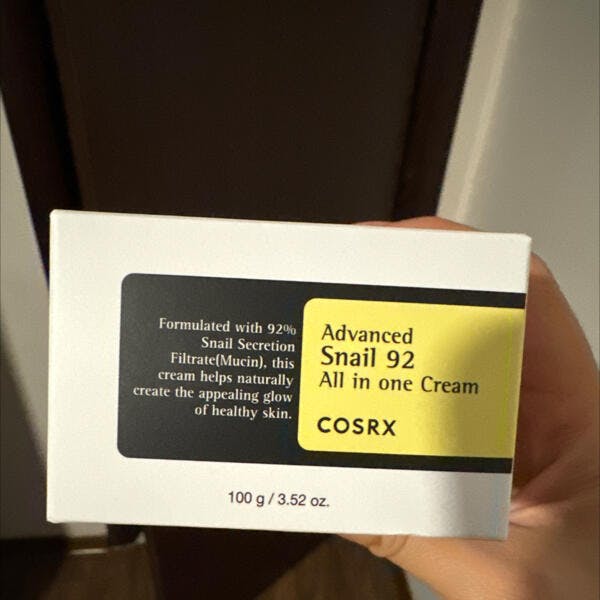 Formulated with 92%
Snail Secretion
Filtrate(Mucin), this
cream helps naturally
create the appealing glow
of healthy skin.
Advanced
Snail 92
All in one Cream
COSRX
100 g / 3.52 oz.